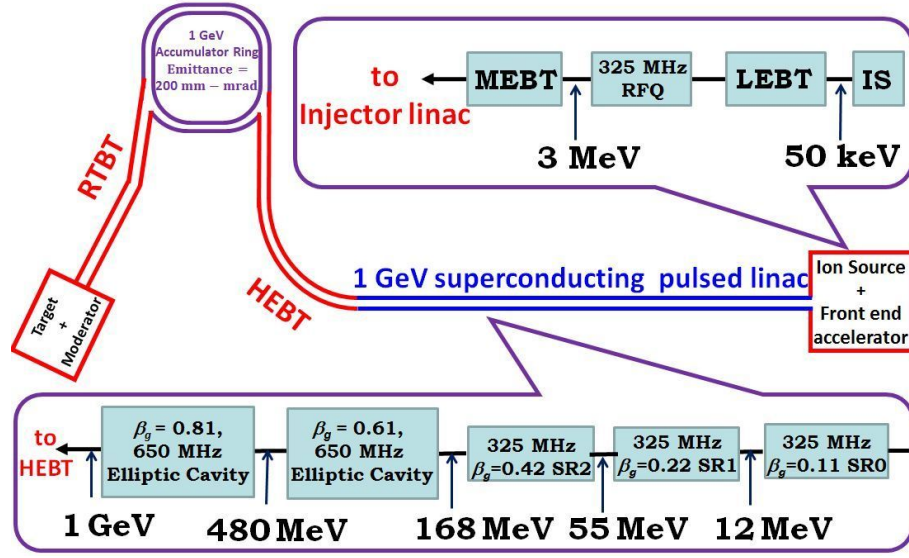 1 GeV
Accumulator Ring
Emittance =
200 mm − mrad
to
Injector linac
MEBT
325 MHz
RFQ
LEBT
IS
3 MeV
50 keV
RTBT
HEBT
Target
+
Moderator
1 GeV superconducting pulsed linac
Ion Source
+
Front end
accelerator
to
HEBT
βg = 0.81,
650 MHz
Elliptic Cavity
βg = 0.61,
650 MHz
Elliptic Cavity
325 MHz
βg=0.42 SR2
325 MHz
βg=0.22 SR1
325 MHz
βg=0.11 SR0
1 GeV
480 MeV
168 MeV
55 MeV
12 MeV